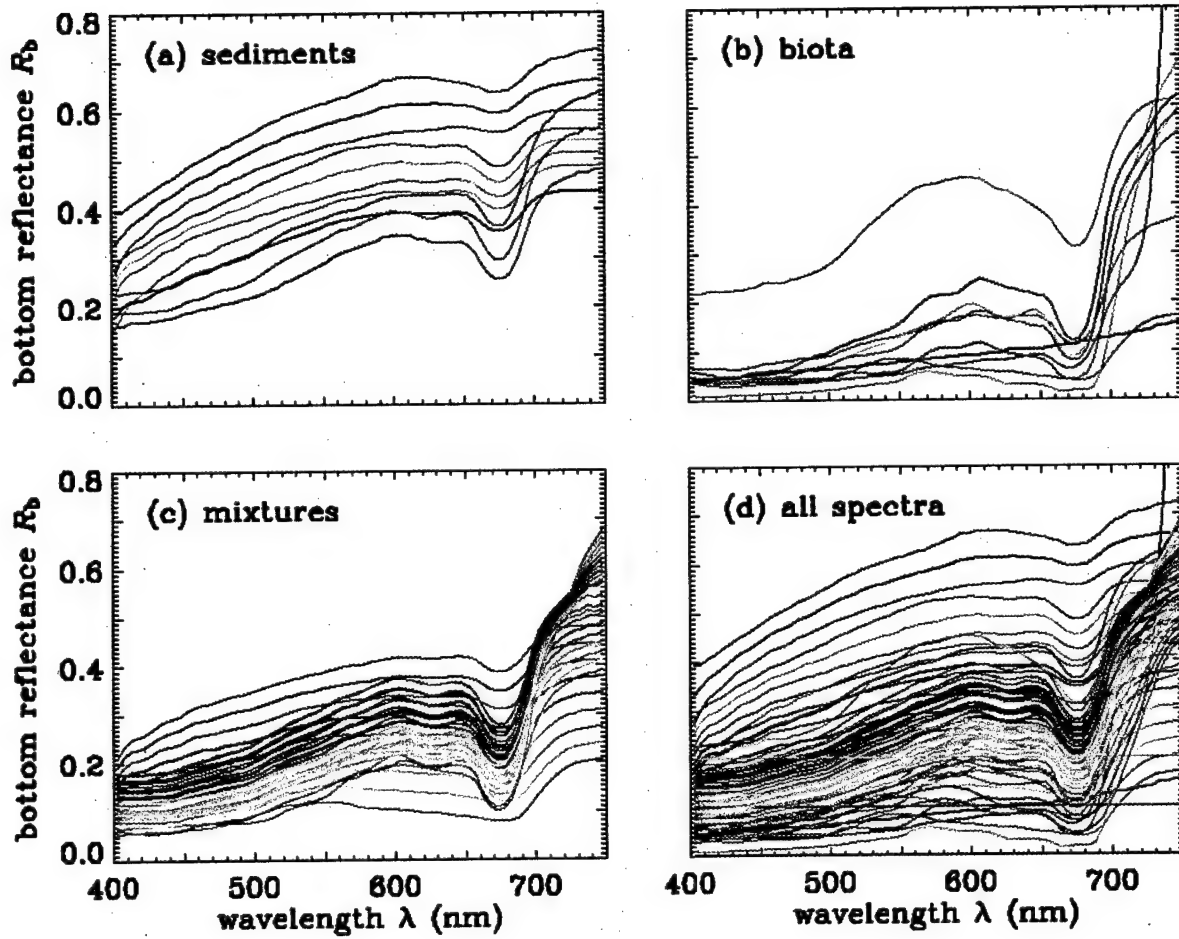 (a) sediments
(b) biota
bottom reflectance R_b
0.8
0.6
0.4
0.2
0.0
(c) mixtures
(d) all spectra
bottom reflectance R_b
0.8
0.6
0.4
0.2
0.0
400 500 600 700
400 500 600 700
wavelength λ (nm)
wavelength λ (nm)